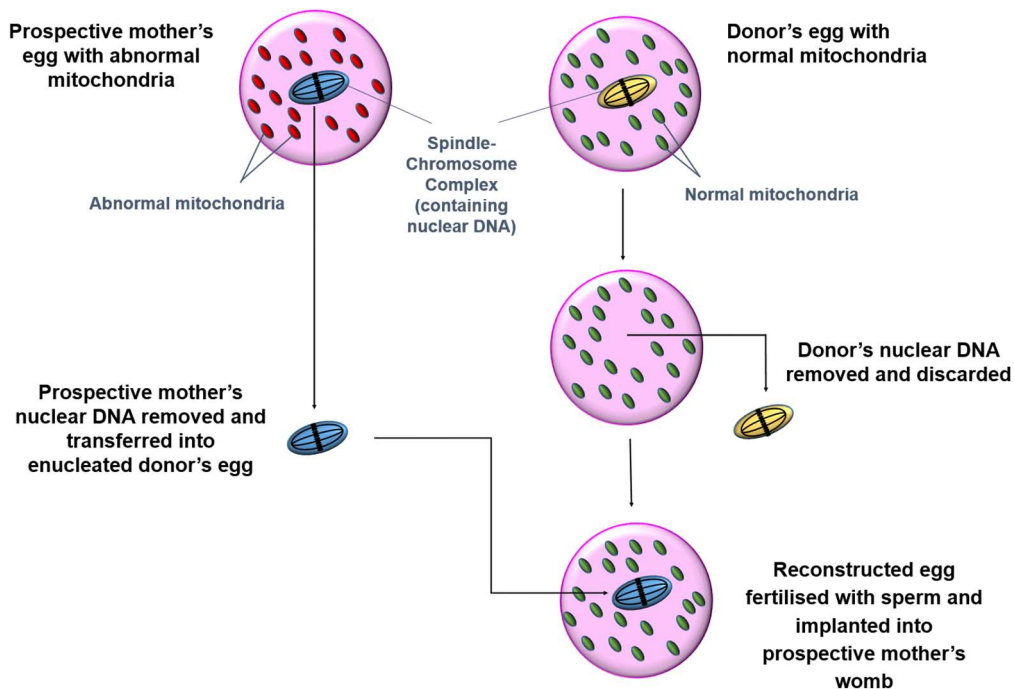 Prospective mother's
egg with abnormal
mitochondria
Donor's egg with
normal mitochondria
Spindle-
Chromosome
Complex
(containing
nuclear DNA)
Abnormal mitochondria
Normal mitochondria
Donor's nuclear DNA
removed and discarded
Prospective mother's
nuclear DNA removed and
transferred into
enucleated donor's egg
Reconstructed egg
fertilised with sperm and
implanted into
prospective mother's
womb